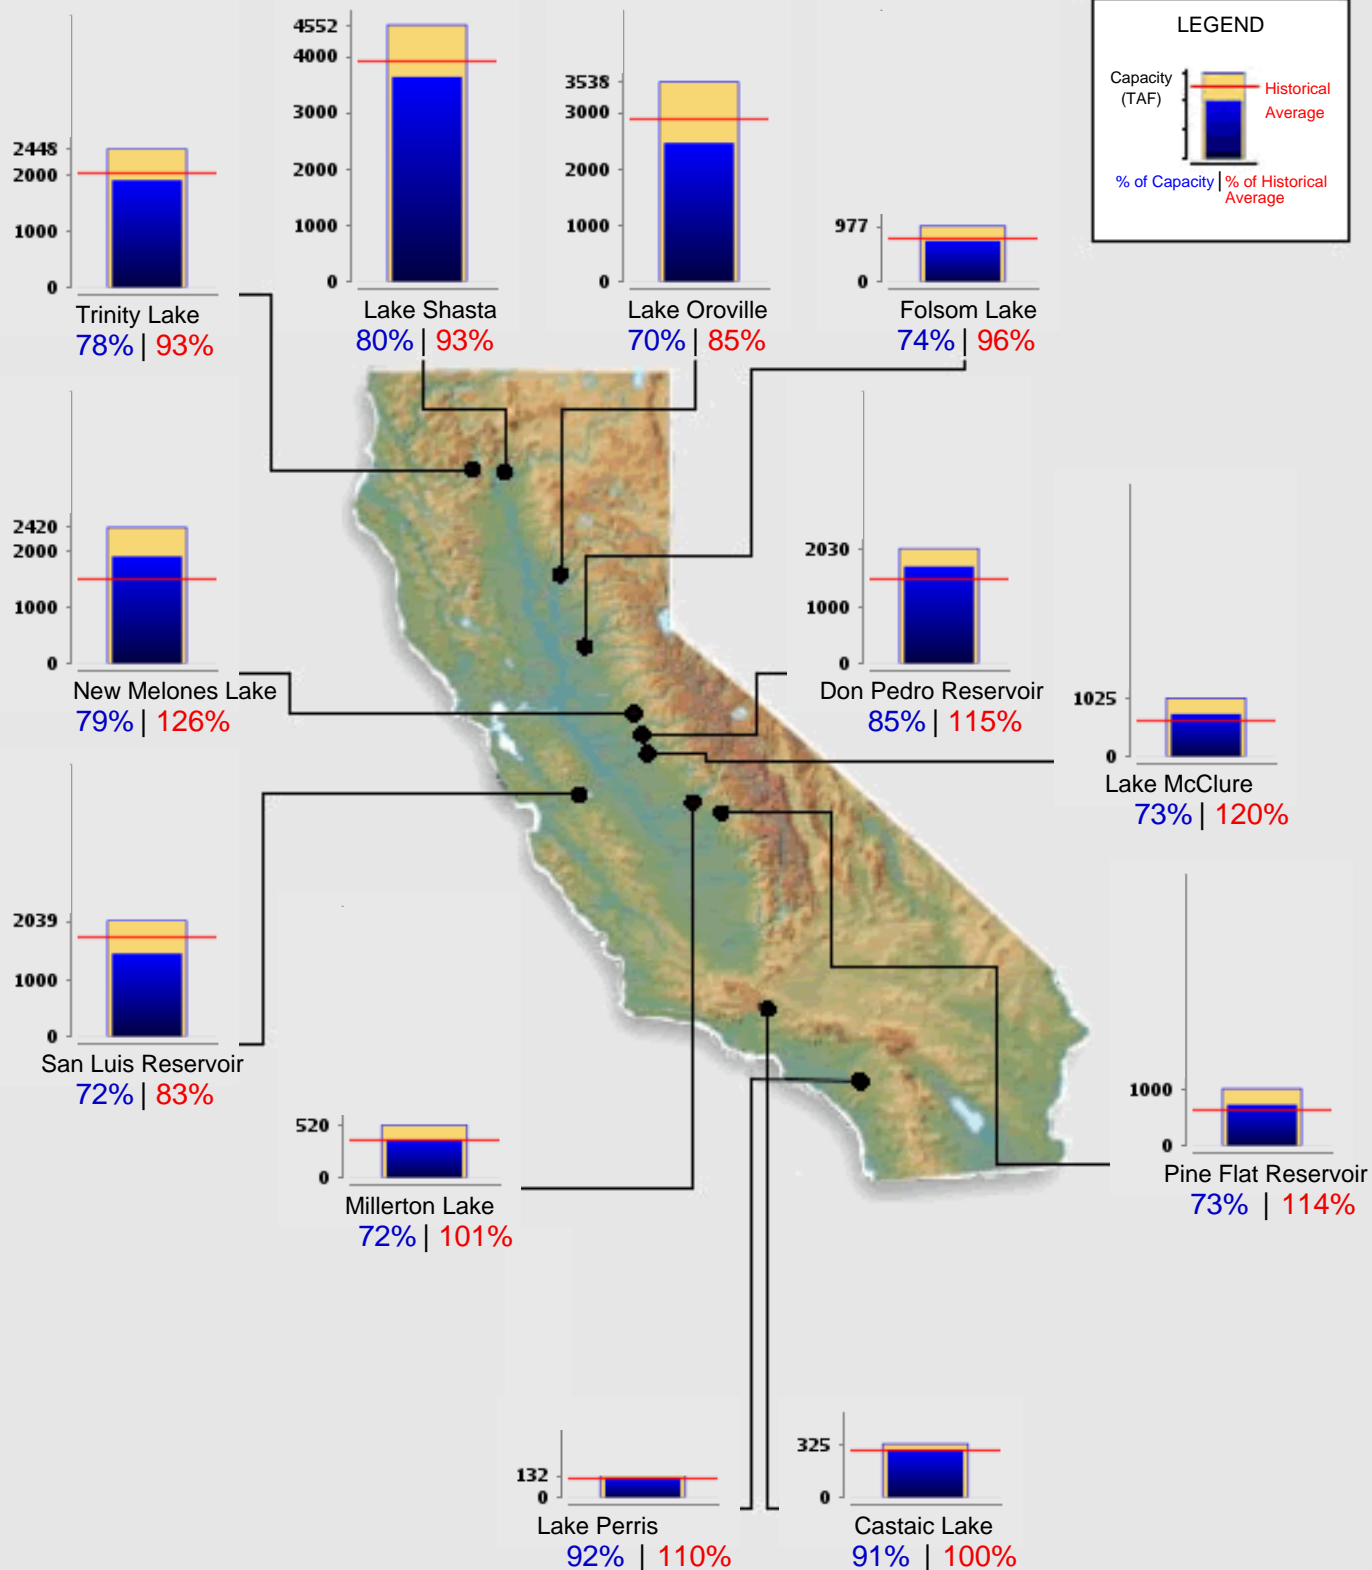 LEGEND
Capacity
(TAF)
Historical
Average
% of Capacity | % of Historical
Average
2448
2000
1000
0
Trinity Lake
78% | 93%
4552
4000
3000
2000
1000
0
Lake Shasta
80% | 93%
3538
3000
2000
1000
0
Lake Oroville
70% | 85%
977
0
Folsom Lake
74% | 96%
2420
2000
1000
0
New Melones Lake
79% | 126%
2030
1000
0
Don Pedro Reservoir
85% | 115%
1025
0
Lake McClure
73% | 120%
2039
1000
0
San Luis Reservoir
72% | 83%
520
0
Millerton Lake
72% | 101%
1000
0
Pine Flat Reservoir
73% | 114%
132
0
Lake Perris
92% | 110%
325
0
Castaic Lake
91% | 100%